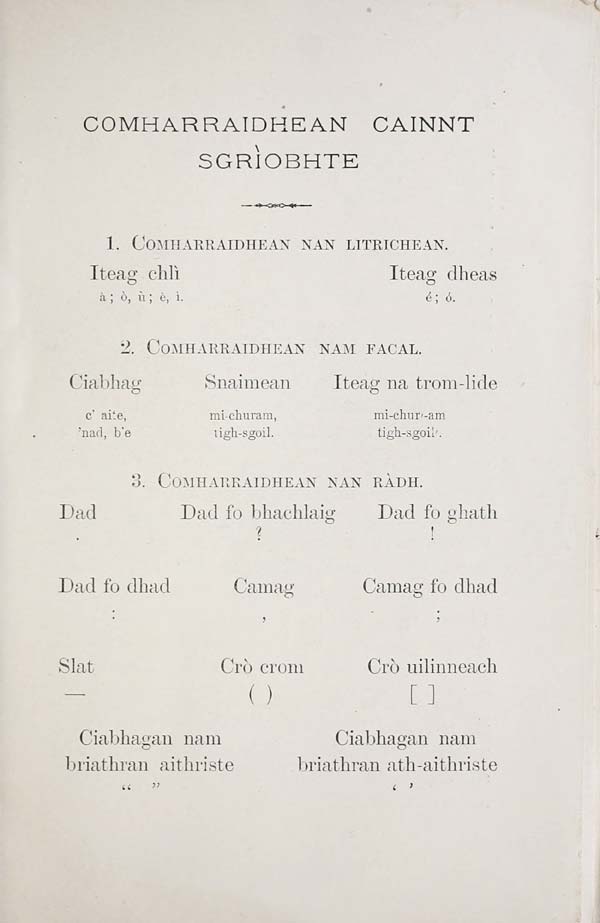 COMHARRAIDHEAN CAINNT
SGRÌOBHTE
1. COMHARRAIDHEAN NAN LITRICHEAN.
Iteag chlì Iteag dheas
à; ò, ù; è, ì. é; ó.
2. COMHARRAIDHEAN NAM FACAL.
Ciabhag Snaimean Iteag na trom-lide
c' aite, mi-churam, mi-chur'-am
'nad, b'e tigh-sgoil. tigh-sgoil'.
3. COMHARRAIDHEAN NAN RÀDH.
Dad Dad fo bhachlaig Dad fo ghath
. ? !
Dad fo dhad Camag Camag fo dhad
: , ;
Slat Crò crom Crò uilinneach
— ( ) [ ]
Ciabhagan nam Ciabhagan nam
briathran aithriste briathran ath-aithriste
“ ” ‘ ’